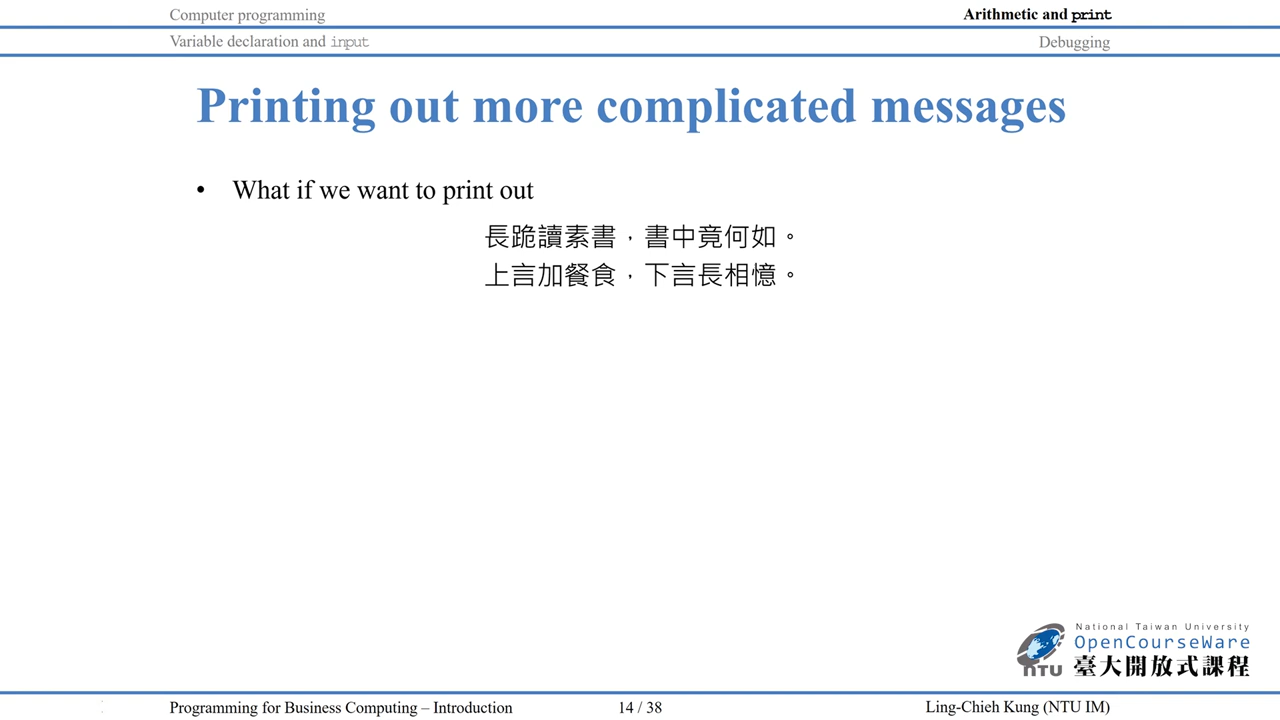 Computer programming
Arithmetic and print
Variable declaration and input
Debugging
Printing out more complicated messages
• What if we want to print out
長跪讀素書，書中竟何如。
上言加餐食，下言長相憶。
National Taiwan University
OpenCourseWare
NTU
臺大開放式課程
Programming for Business Computing – Introduction
14 / 38
Ling-Chieh Kung (NTU IM)